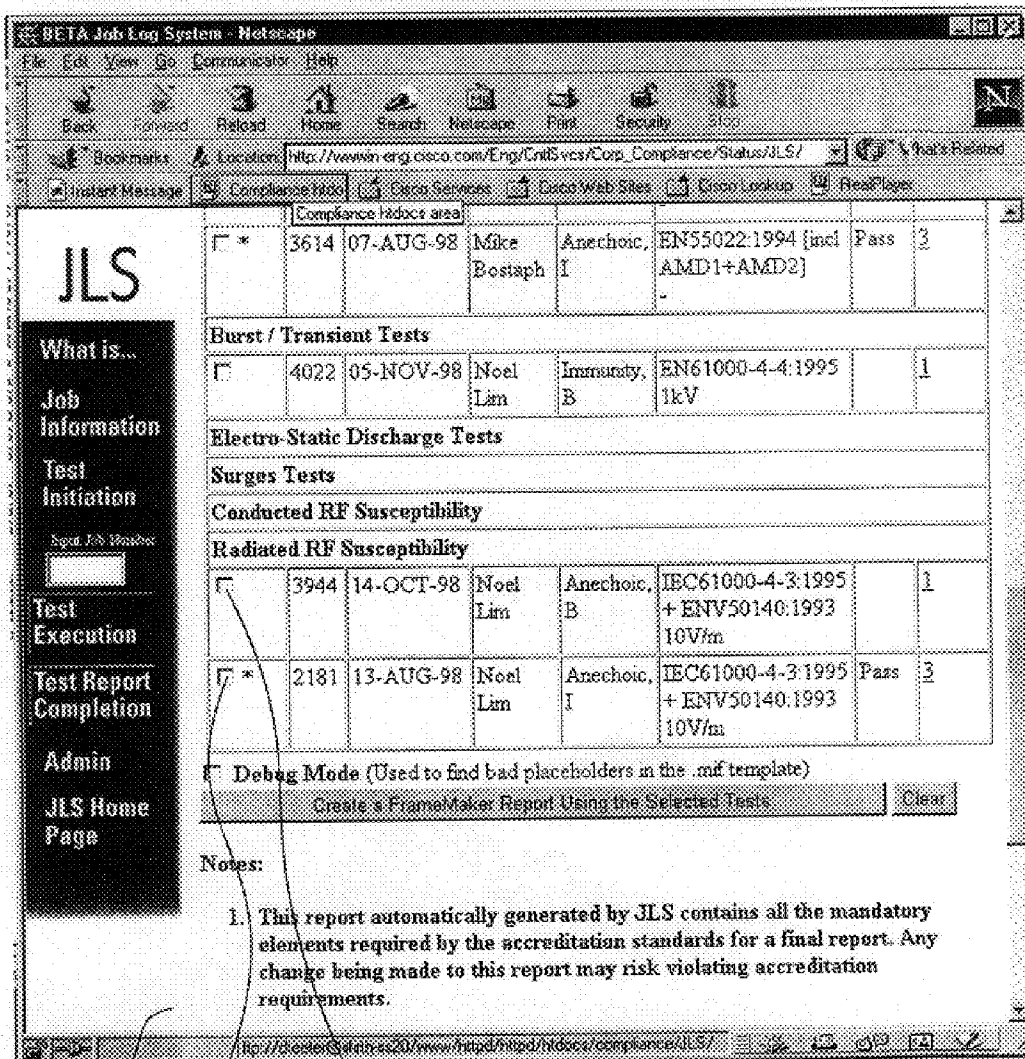 BETA Job Log System - Netscape
File Edit View Go Communicator Help
Back Forward Reload Home Search Netscape Print Security Stop
Bookmarks Location: http://wwwin-eng.cisco.com/Eng/CntlSvcs/Corp_Compliance/Status/JLS/ What's Related
Instant Message Compliance htdoc Cisco Services Cisco Web Sites Cisco Lookup RealPlayer
Compliance htdocs area
JLS
What is...
Job
Information
Test
Initiation
Input Job Number
Test
Execution
Test Report
Completion
Admin
JLS Home
Page
* 3614 07-AUG-98 Mike Bostaph Anechoic, I EN55022:1994 [incl AMD1+AMD2] - Pass 3
Burst / Transient Tests
4022 05-NOV-98 Noel Lim Immunity, B EN61000-4-4:1995 1kV 1
Electro-Static Discharge Tests
Surges Tests
Conducted RF Susceptibility
Radiated RF Susceptibility
3944 14-OCT-98 Noel Lim Anechoic, B IEC61000-4-3:1995 + ENV50140:1993 10V/m 1
* 2181 13-AUG-98 Noel Lim Anechoic, I IEC61000-4-3:1995 + ENV50140:1993 10V/m Pass 3
Debug Mode (Used to find bad placeholders in the .mif template)
Create a FrameMaker Report Using the Selected Tests Clear
Notes:
1. This report automatically generated by JLS contains all the mandatory
elements required by the accreditation standards for a final report. Any
change being made to this report may risk violating accreditation
requirements.